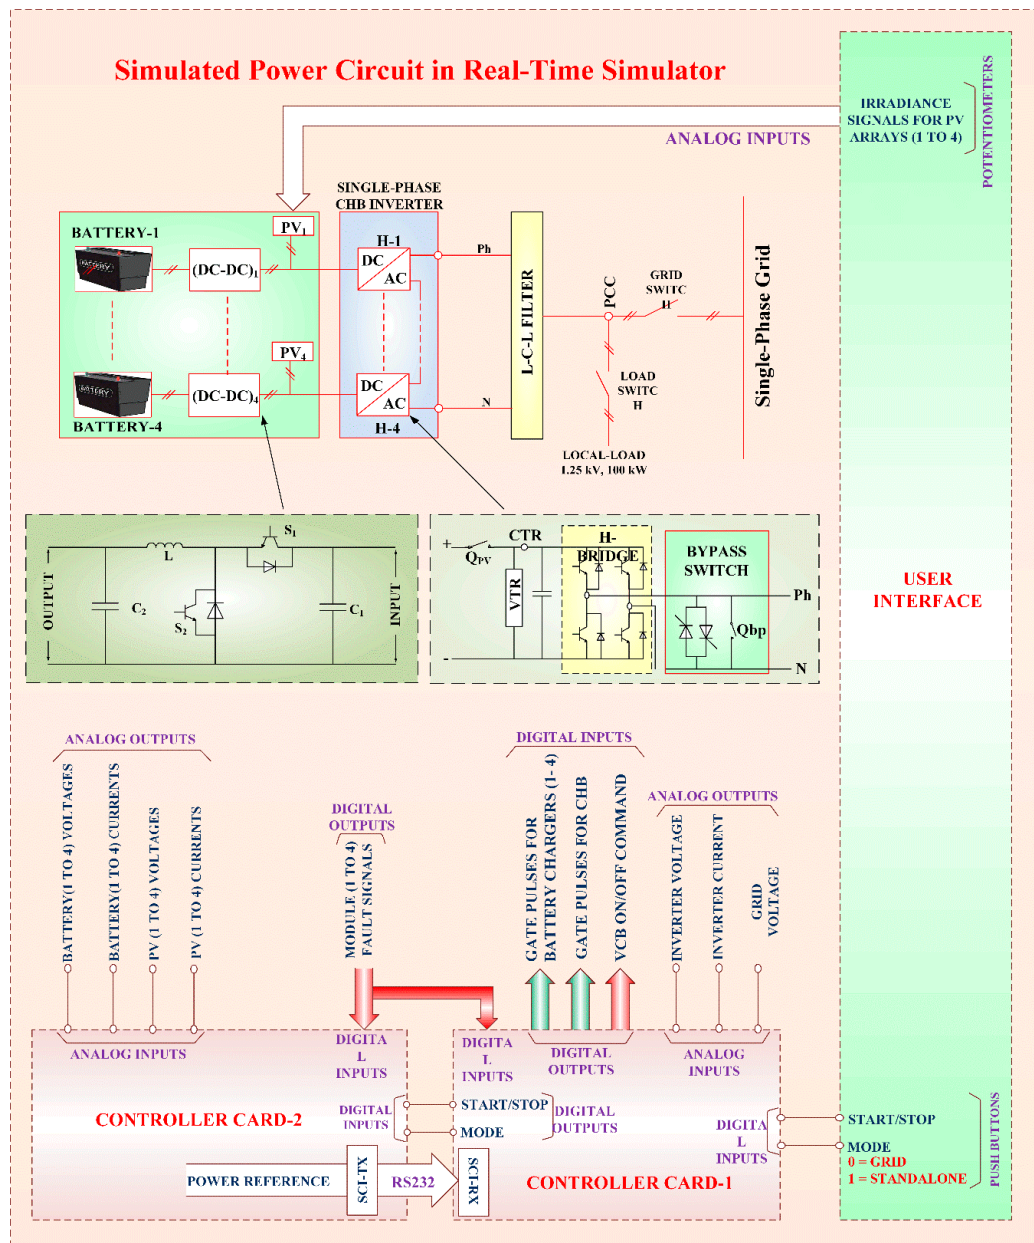 Simulated Power Circuit in Real-Time Simulator
IRRADIANCE
SIGNALS FOR PV
ARRAYS (1 TO 4)
POTENTIOMETERS
ANALOG INPUTS
SINGLE-PHASE
CHB INVERTER
BATTERY-1
BATTERY
(DC-DC)1
PV1
H-1
DC
AC
Ph
L-C-L FILTER
PCC
GRID
SWITC
H
Single-Phase Grid
PV4
BATTERY
(DC-DC)4
BATTERY-4
DC
AC
H-4
N
LOAD
SWITC
H
LOCAL-LOAD
1.25 kV, 100 kW
OUTPUT
C2
L
S2
S1
C1
INPUT
+
QPV
CTR
VTR
-
H-
BRIDGE
BYPASS
SWITCH
Qbp
Ph
N
USER
INTERFACE
ANALOG OUTPUTS
BATTERY(1 TO 4) VOLTAGES
BATTERY(1 TO 4) CURRENTS
PV (1 TO 4) VOLTAGES
PV (1 TO 4) CURRENTS
DIGITAL
OUTPUTS
MODULE (1 TO 4)
FAULT SIGNALS
DIGITAL INPUTS
GATE PULSES FOR
BATTERY CHARGERS (1- 4)
GATE PULSES FOR CHB
VCB ON/OFF COMMAND
ANALOG OUTPUTS
INVERTER VOLTAGE
INVERTER CURRENT
GRID
VOLTAGE
ANALOG INPUTS
DIGITA
L
INPUTS
DIGITA
L
INPUTS
DIGITAL
OUTPUTS
ANALOG
INPUTS
CONTROLLER CARD-2
DIGITAL
INPUTS
START/STOP
MODE
DIGITAL
OUTPUTS
DIGITA
L
INPUTS
START/STOP
MODE
0 = GRID
1 = STANDALONE
PUSH BUTTONS
POWER REFERENCE
SCI-TX
RS232
SCI-RX
CONTROLLER CARD-1